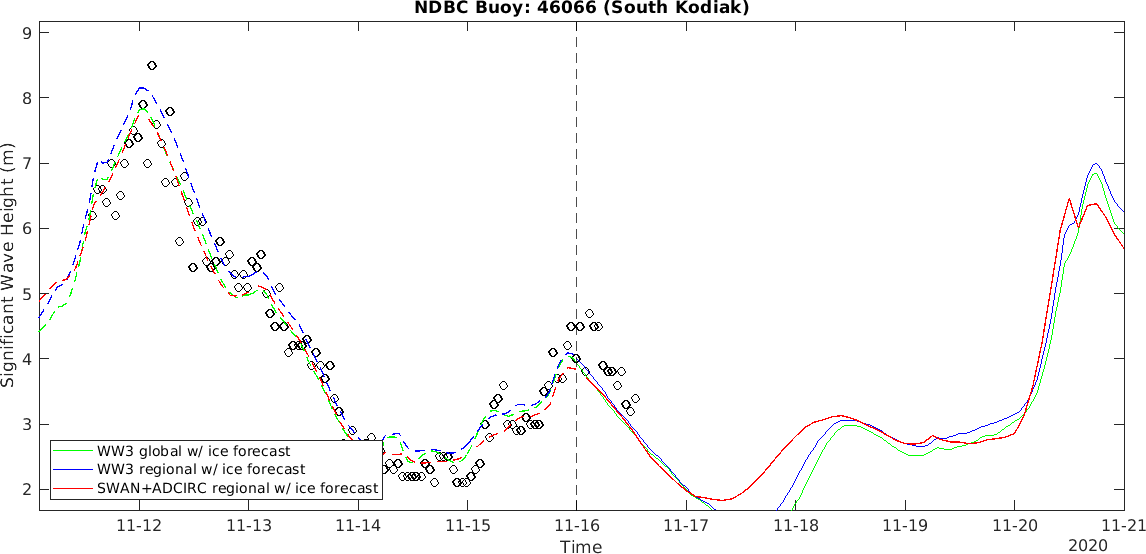 NDBC Buoy: 46066 (South Kodiak)
9
8
7
6
5
4
3
2
Significant Wave Height (m)
WW3 global w/ ice forecast
WW3 regional w/ ice forecast
SWAN+ADCIRC regional w/ ice forecast
11-12 11-13 11-14 11-15 11-16 11-17 11-18 11-19 11-20 11-21
Time
2020